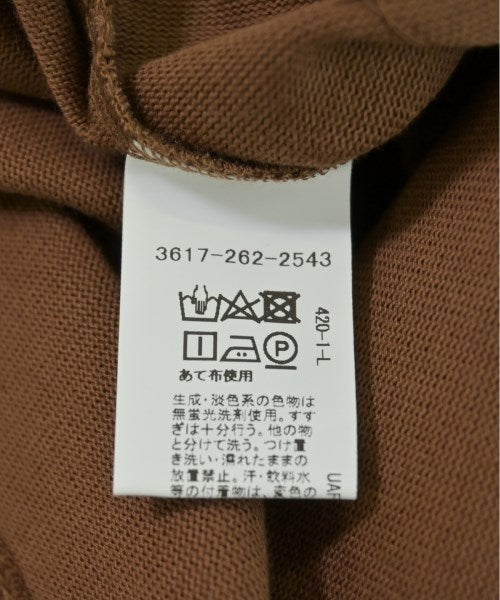 3617-262-2543
あて布使用
生成・淡色系の色物は
無蛍光洗剤使用。すす
ぎは十分行う。他の物
と分けて洗う。つけ置
き洗い・濡れたままの
放置禁止。汗・飲料水
等の付着物は、変色の
420-1-L
UAR